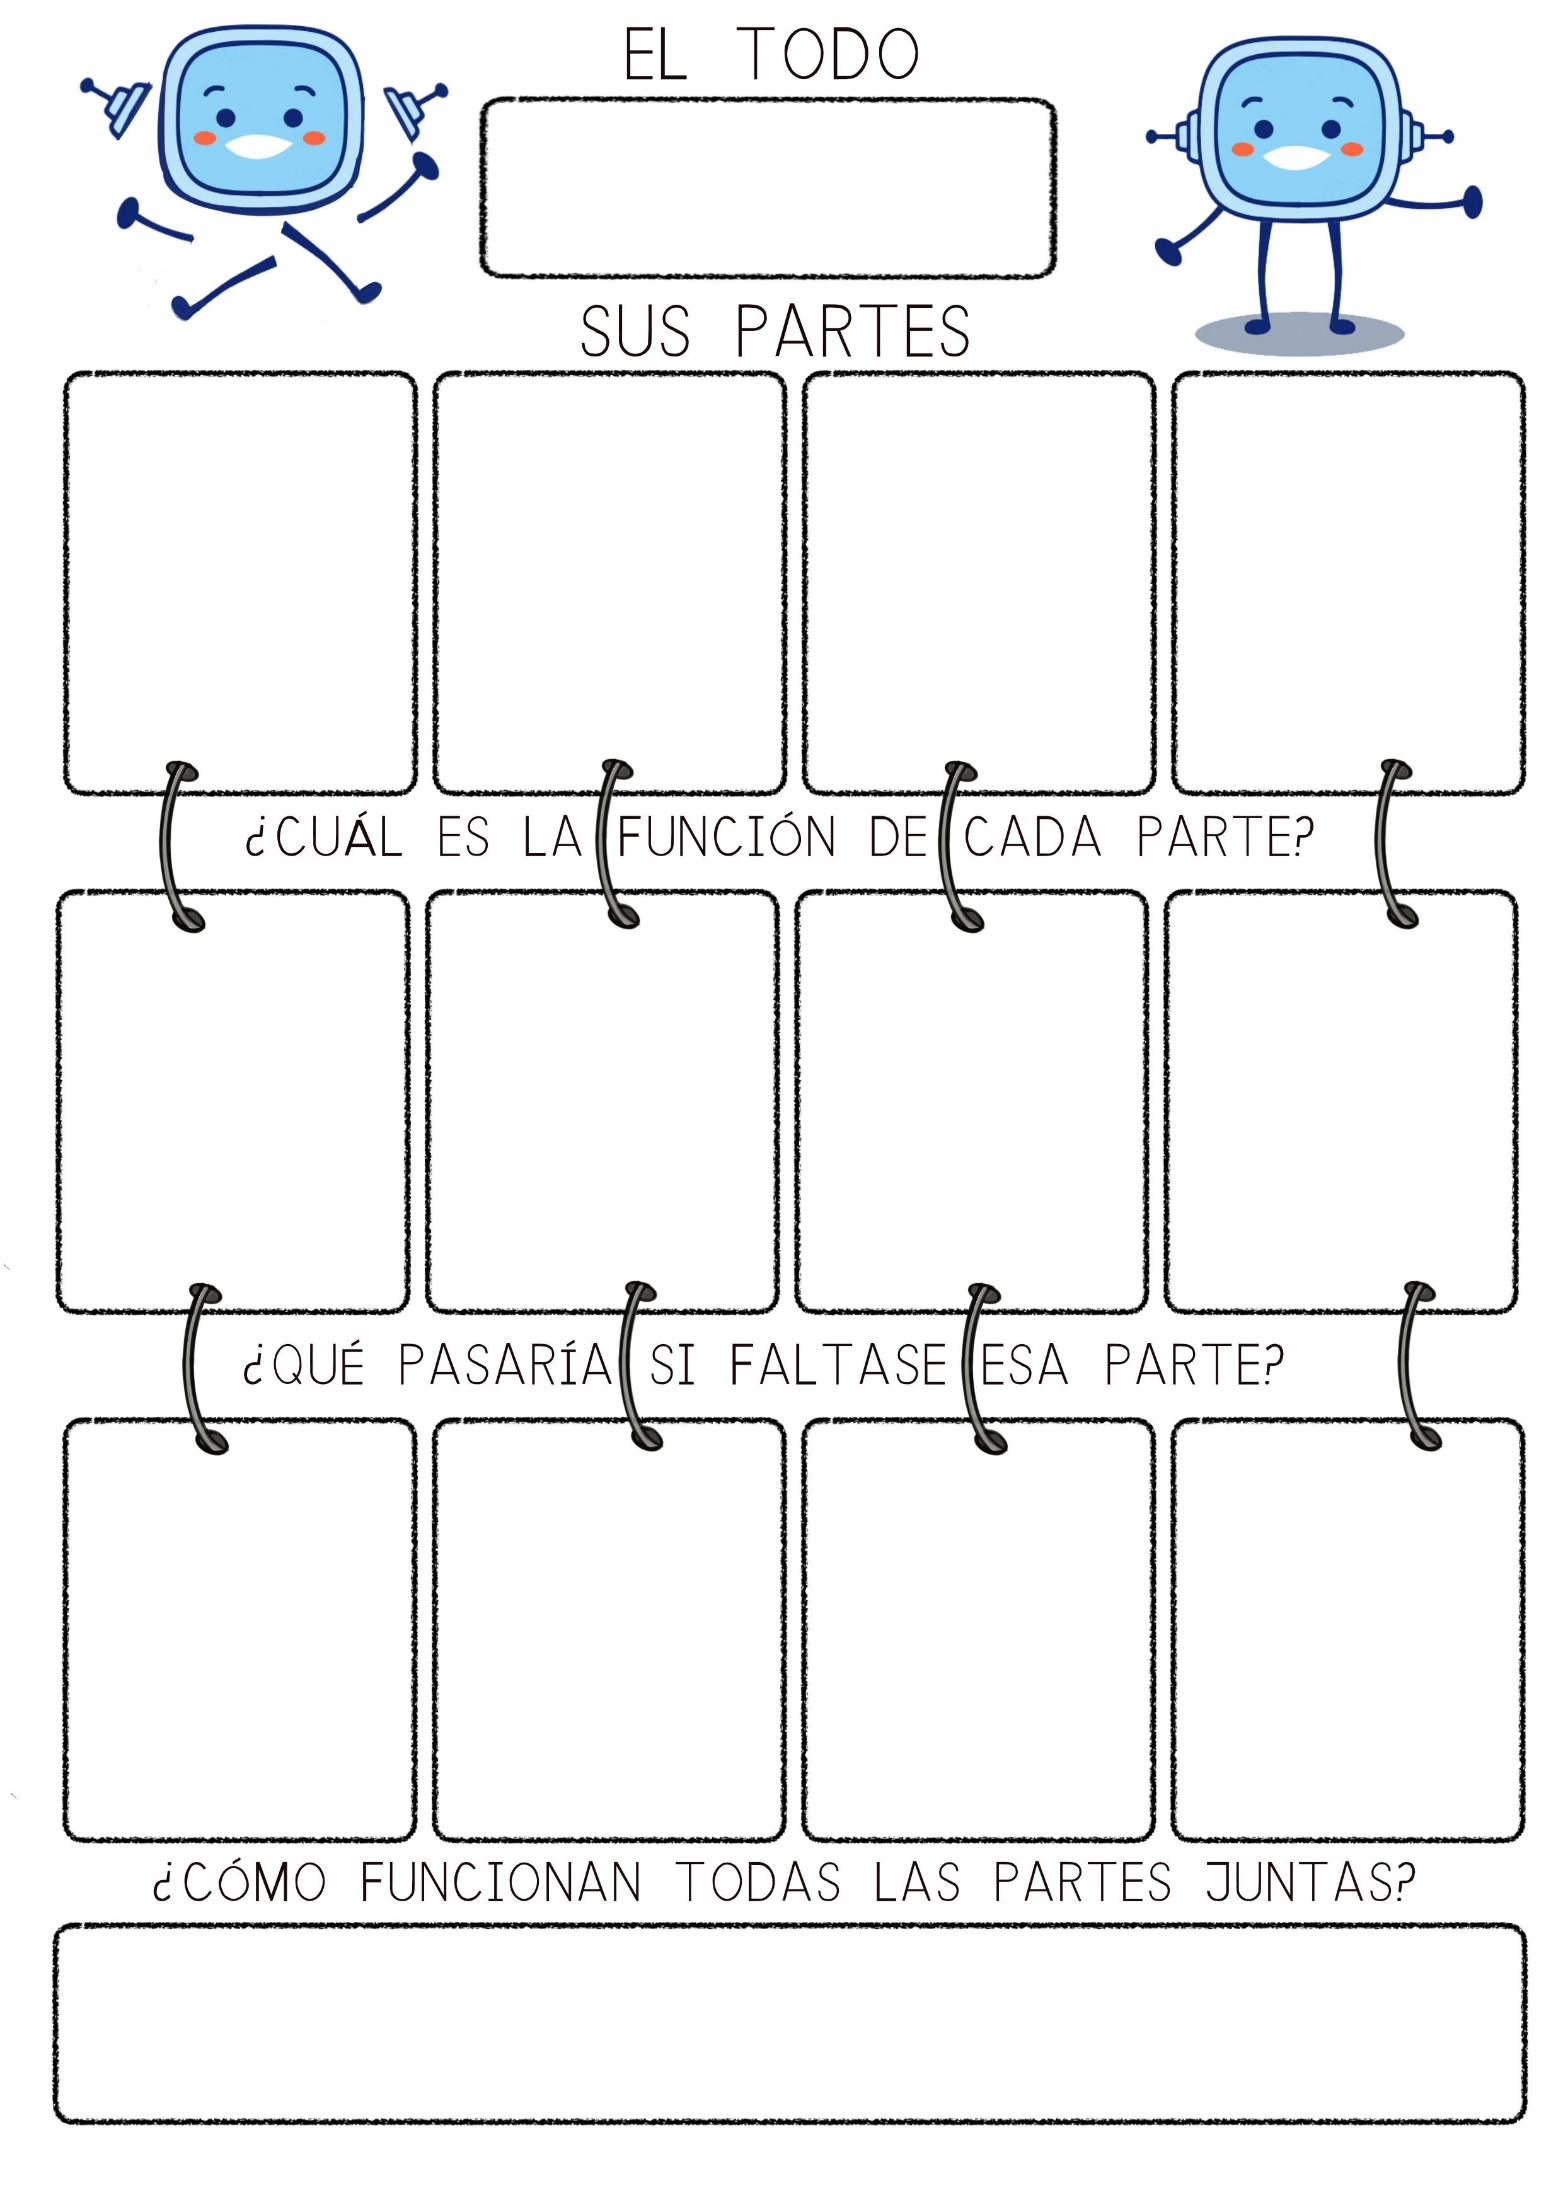 EL TODO
SUS PARTES
¿CUÁL ES LA FUNCIÓN DE CADA PARTE?
¿QUÉ PASARÍA SI FALTASE ESA PARTE?
¿CÓMO FUNCIONAN TODAS LAS PARTES JUNTAS?